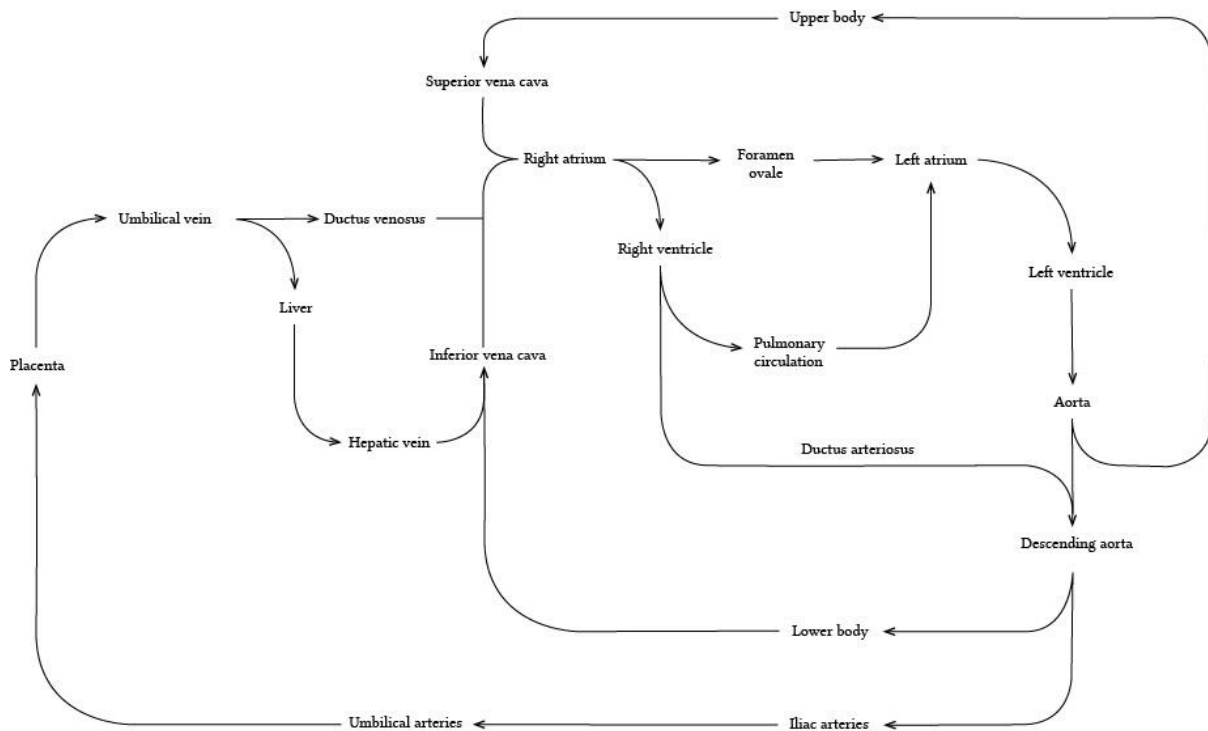 Upper body
Superior vena cava
Right atrium
Foramen
ovale
Left atrium
Umbilical vein
Ductus venosus
Right ventricle
Left ventricle
Liver
Placenta
Inferior vena cava
Pulmonary
circulation
Aorta
Hepatic vein
Ductus arteriosus
Descending aorta
Lower body
Umbilical arteries
Iliac arteries